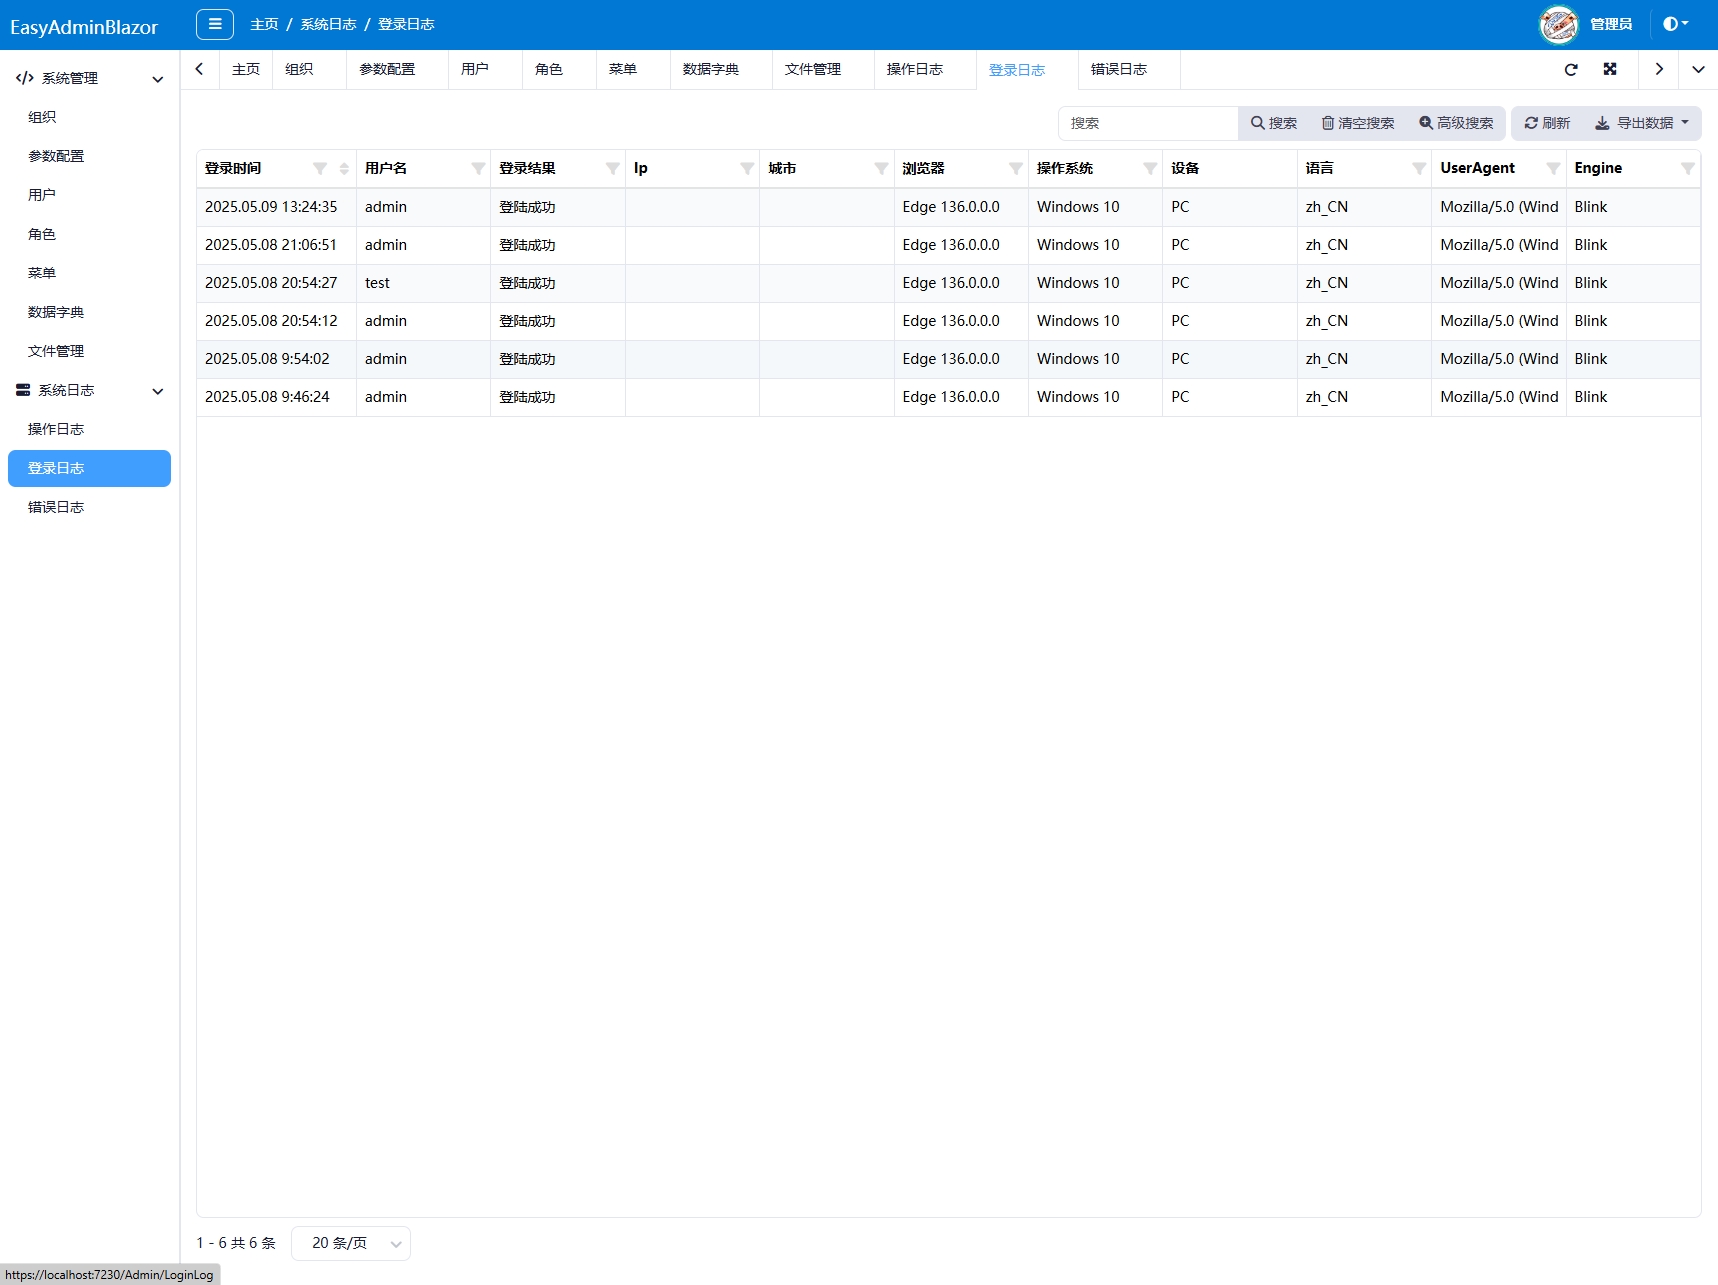 EasyAdminBlazor
主页 / 系统日志 / 登录日志
管理员
系统管理
组织
参数配置
用户
角色
菜单
数据字典
文件管理
系统日志
操作日志
登录日志
错误日志
主页 组织 参数配置 用户 角色 菜单 数据字典 文件管理 操作日志 登录日志 错误日志
搜索 搜索 清空搜索 高级搜索 刷新 导出数据
登录时间 用户名 登录结果 Ip 城市 浏览器 操作系统 设备 语言 UserAgent Engine
2025.05.09 13:24:35 admin 登陆成功 Edge 136.0.0.0 Windows 10 PC zh_CN Mozilla/5.0 (Wind Blink
2025.05.08 21:06:51 admin 登陆成功 Edge 136.0.0.0 Windows 10 PC zh_CN Mozilla/5.0 (Wind Blink
2025.05.08 20:54:27 test 登陆成功 Edge 136.0.0.0 Windows 10 PC zh_CN Mozilla/5.0 (Wind Blink
2025.05.08 20:54:12 admin 登陆成功 Edge 136.0.0.0 Windows 10 PC zh_CN Mozilla/5.0 (Wind Blink
2025.05.08 9:54:02 admin 登陆成功 Edge 136.0.0.0 Windows 10 PC zh_CN Mozilla/5.0 (Wind Blink
2025.05.08 9:46:24 admin 登陆成功 Edge 136.0.0.0 Windows 10 PC zh_CN Mozilla/5.0 (Wind Blink
1 - 6 共 6 条 20 条/页
https://localhost:7230/Admin/LoginLog